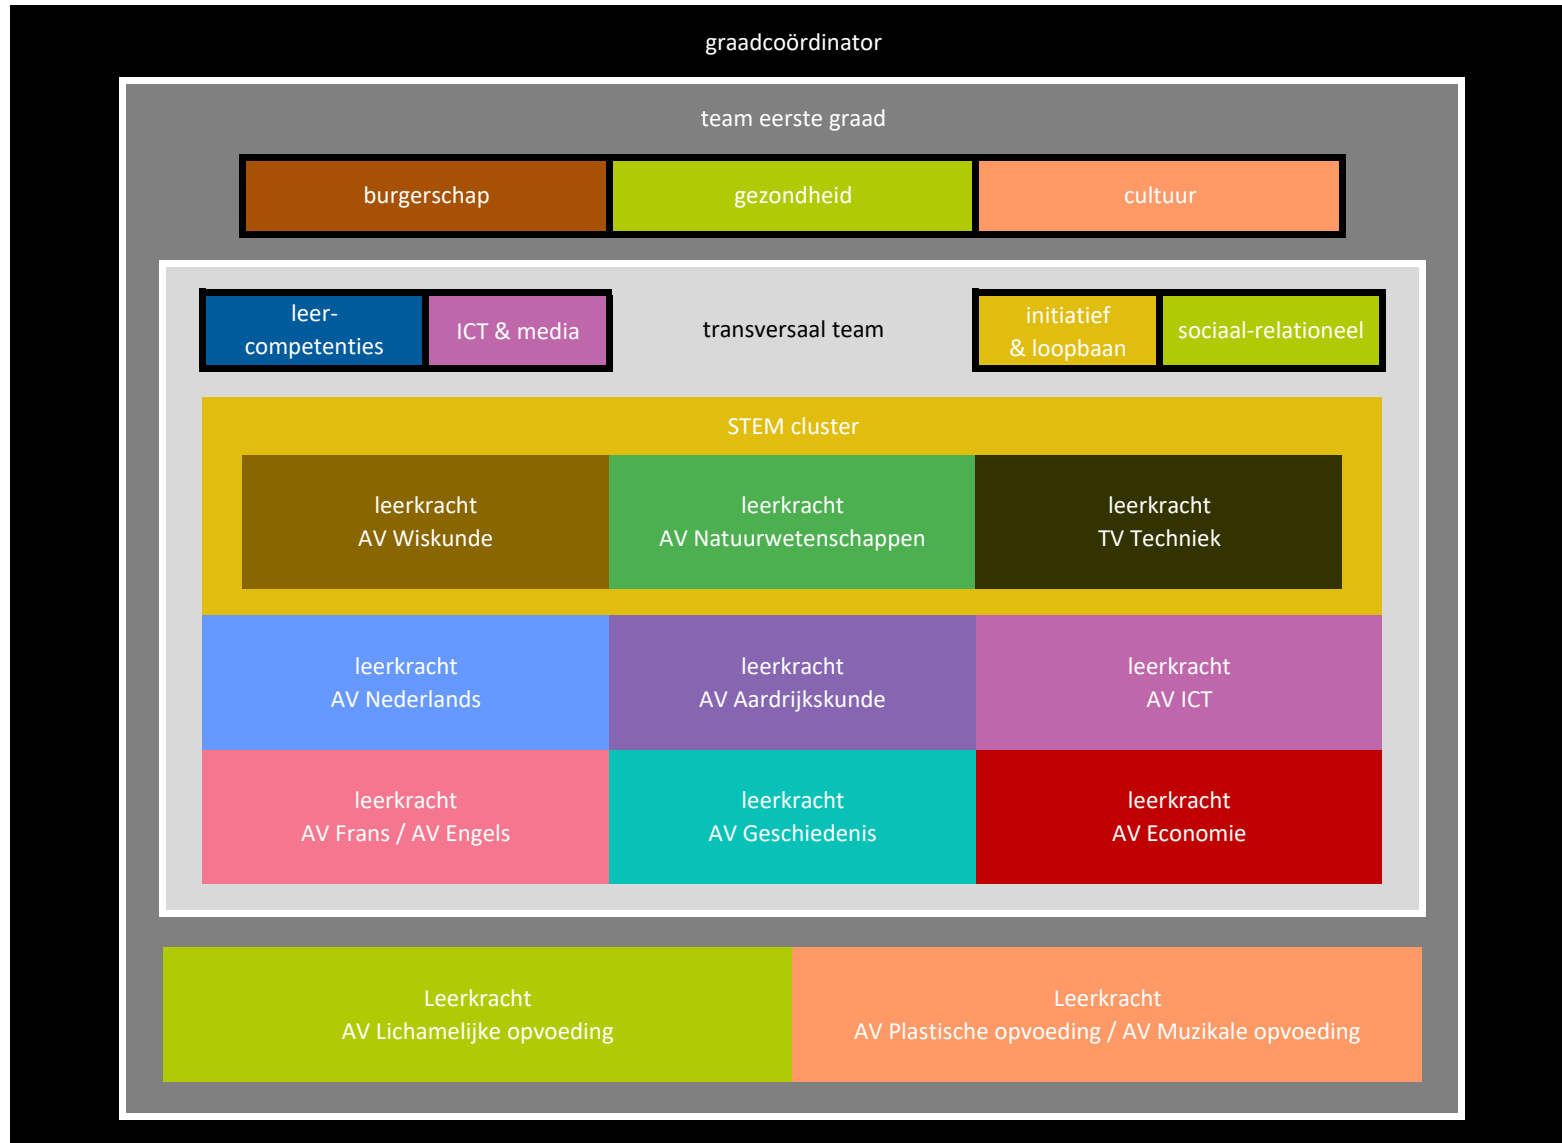 graadcoördinator
team eerste graad
burgerschap
gezondheid
cultuur
leer-
competenties
ICT & media
transversaal team
initiatief
& loopbaan
sociaal-relationeel
STEM cluster
leerkracht
AV Wiskunde
leerkracht
AV Natuurwetenschappen
leerkracht
TV Techniek
leerkracht
AV Nederlands
leerkracht
AV Aardrijkskunde
leerkracht
AV ICT
leerkracht
AV Frans / AV Engels
leerkracht
AV Geschiedenis
leerkracht
AV Economie
Leerkracht
AV Lichamelijke opvoeding
Leerkracht
AV Plastische opvoeding / AV Muzikale opvoeding